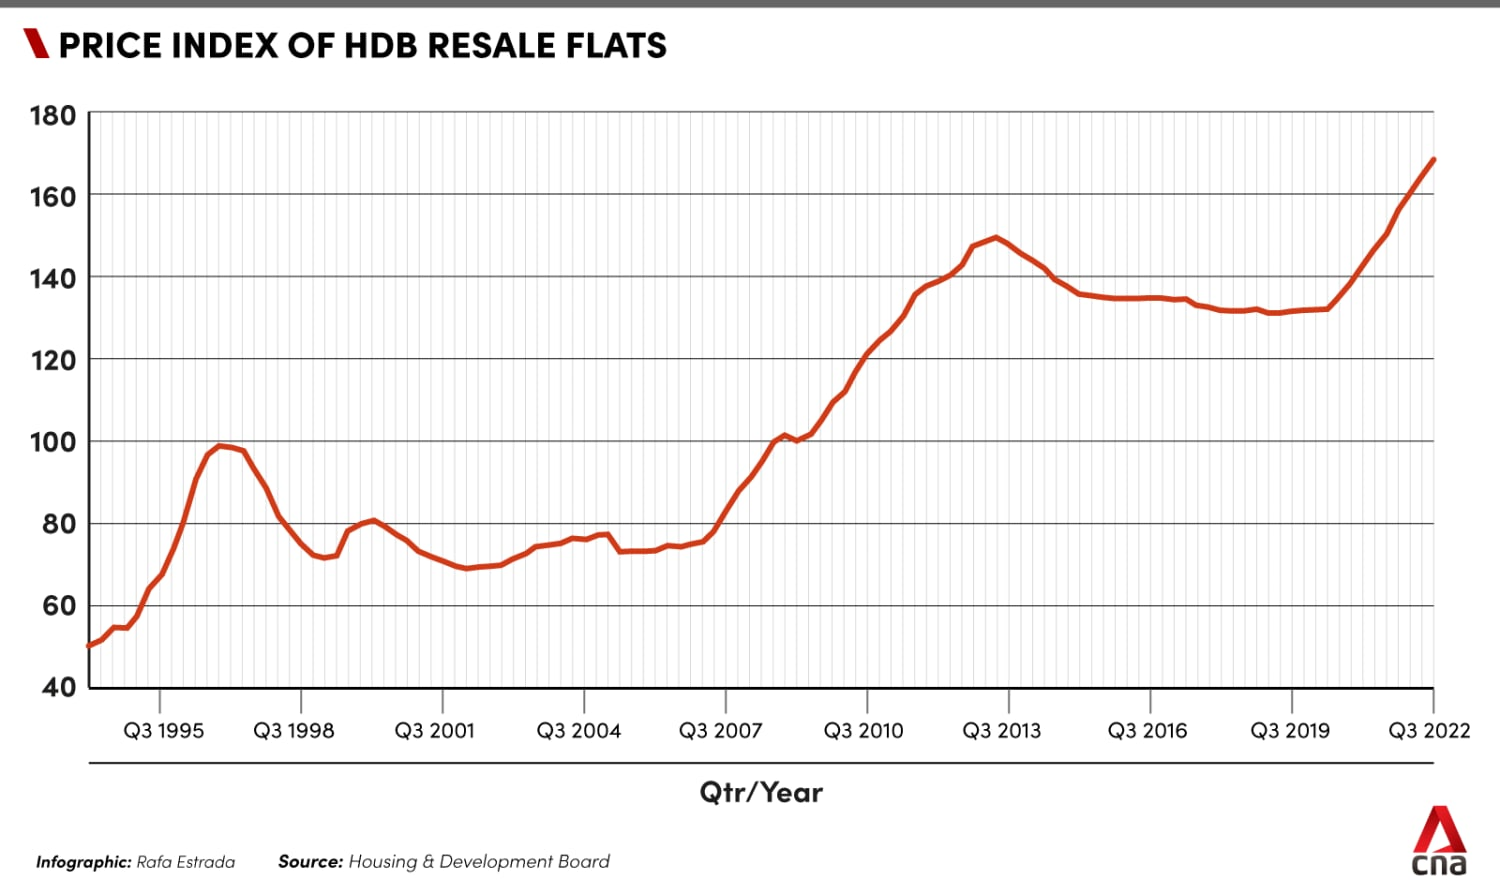 PRICE INDEX OF HDB RESALE FLATS
180
160
140
120
100
80
60
40
Q3 1995 Q3 1998 Q3 2001 Q3 2004 Q3 2007 Q3 2010 Q3 2013 Q3 2016 Q3 2019 Q3 2022
Qtr/Year
Infographic: Rafa Estrada Source: Housing & Development Board
cna